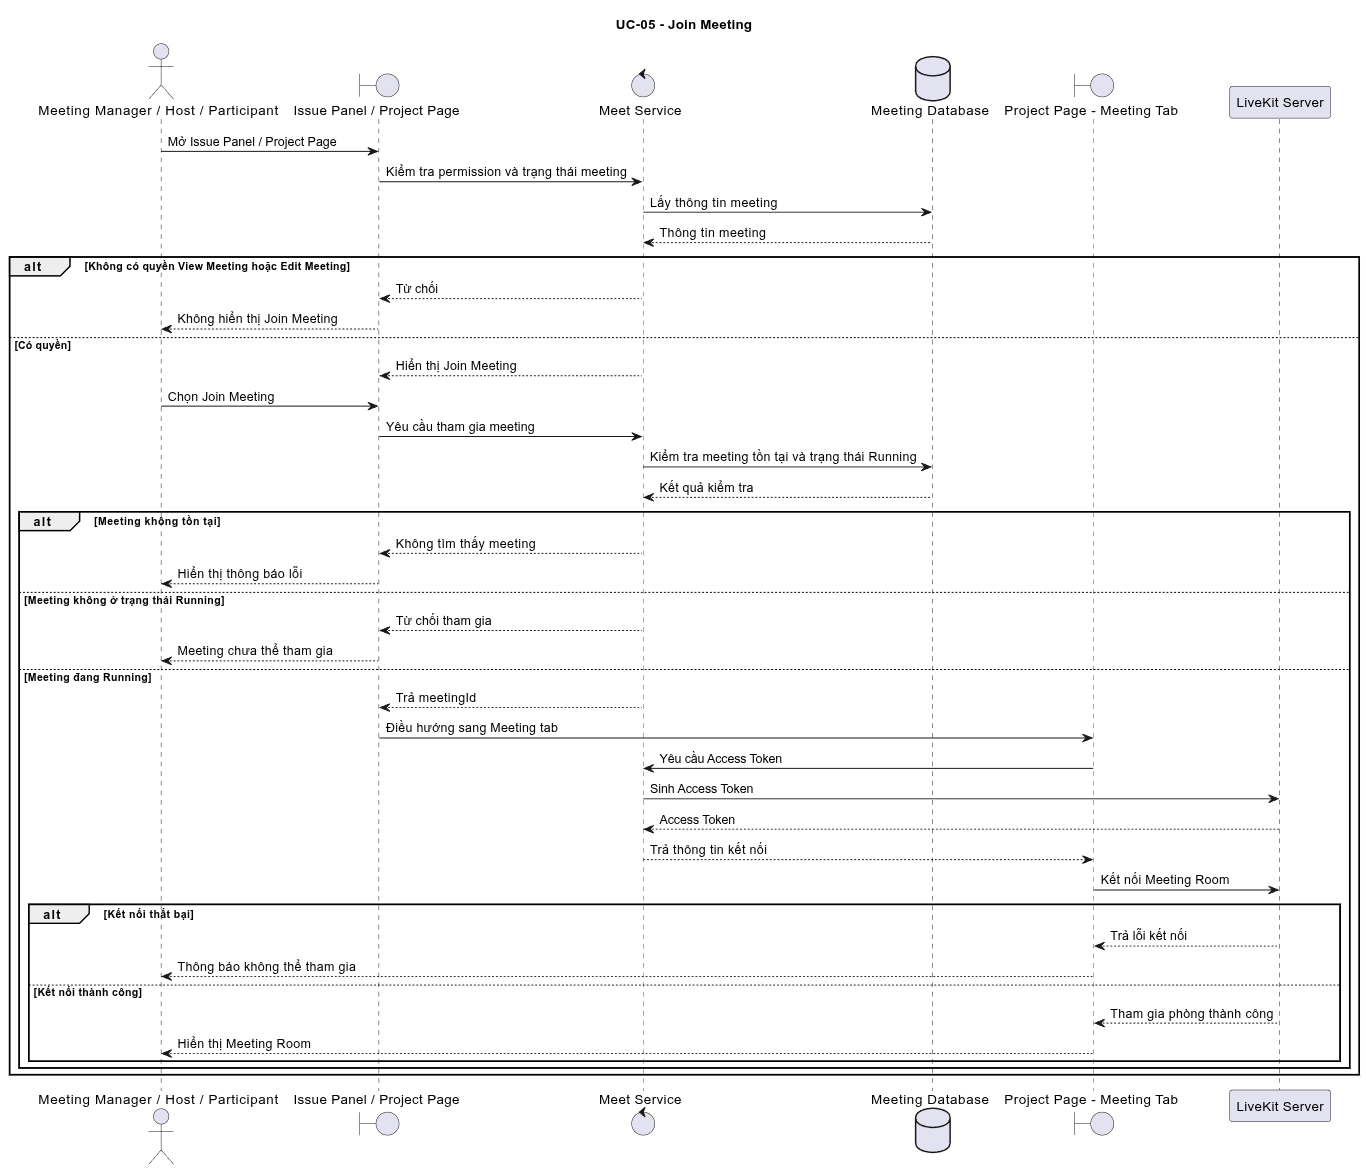 UC-05 - Join Meeting
Meeting Manager / Host / Participant
Issue Panel / Project Page
Meet Service
Meeting Database
Project Page - Meeting Tab
LiveKit Server
Mở Issue Panel / Project Page
Kiểm tra permission và trạng thái meeting
Lấy thông tin meeting
Thông tin meeting
alt
[Không có quyền View Meeting hoặc Edit Meeting]
Từ chối
Không hiển thị Join Meeting
[Có quyền]
Hiển thị Join Meeting
Chọn Join Meeting
Yêu cầu tham gia meeting
Kiểm tra meeting tồn tại và trạng thái Running
Kết quả kiểm tra
alt
[Meeting không tồn tại]
Không tìm thấy meeting
Hiển thị thông báo lỗi
[Meeting không ở trạng thái Running]
Từ chối tham gia
Meeting chưa thể tham gia
[Meeting đang Running]
Trả meetingId
Điều hướng sang Meeting tab
Yêu cầu Access Token
Sinh Access Token
Access Token
Trả thông tin kết nối
Kết nối Meeting Room
alt
[Kết nối thất bại]
Trả lỗi kết nối
Thông báo không thể tham gia
[Kết nối thành công]
Tham gia phòng thành công
Hiển thị Meeting Room
Meeting Manager / Host / Participant
Issue Panel / Project Page
Meet Service
Meeting Database
Project Page - Meeting Tab
LiveKit Server